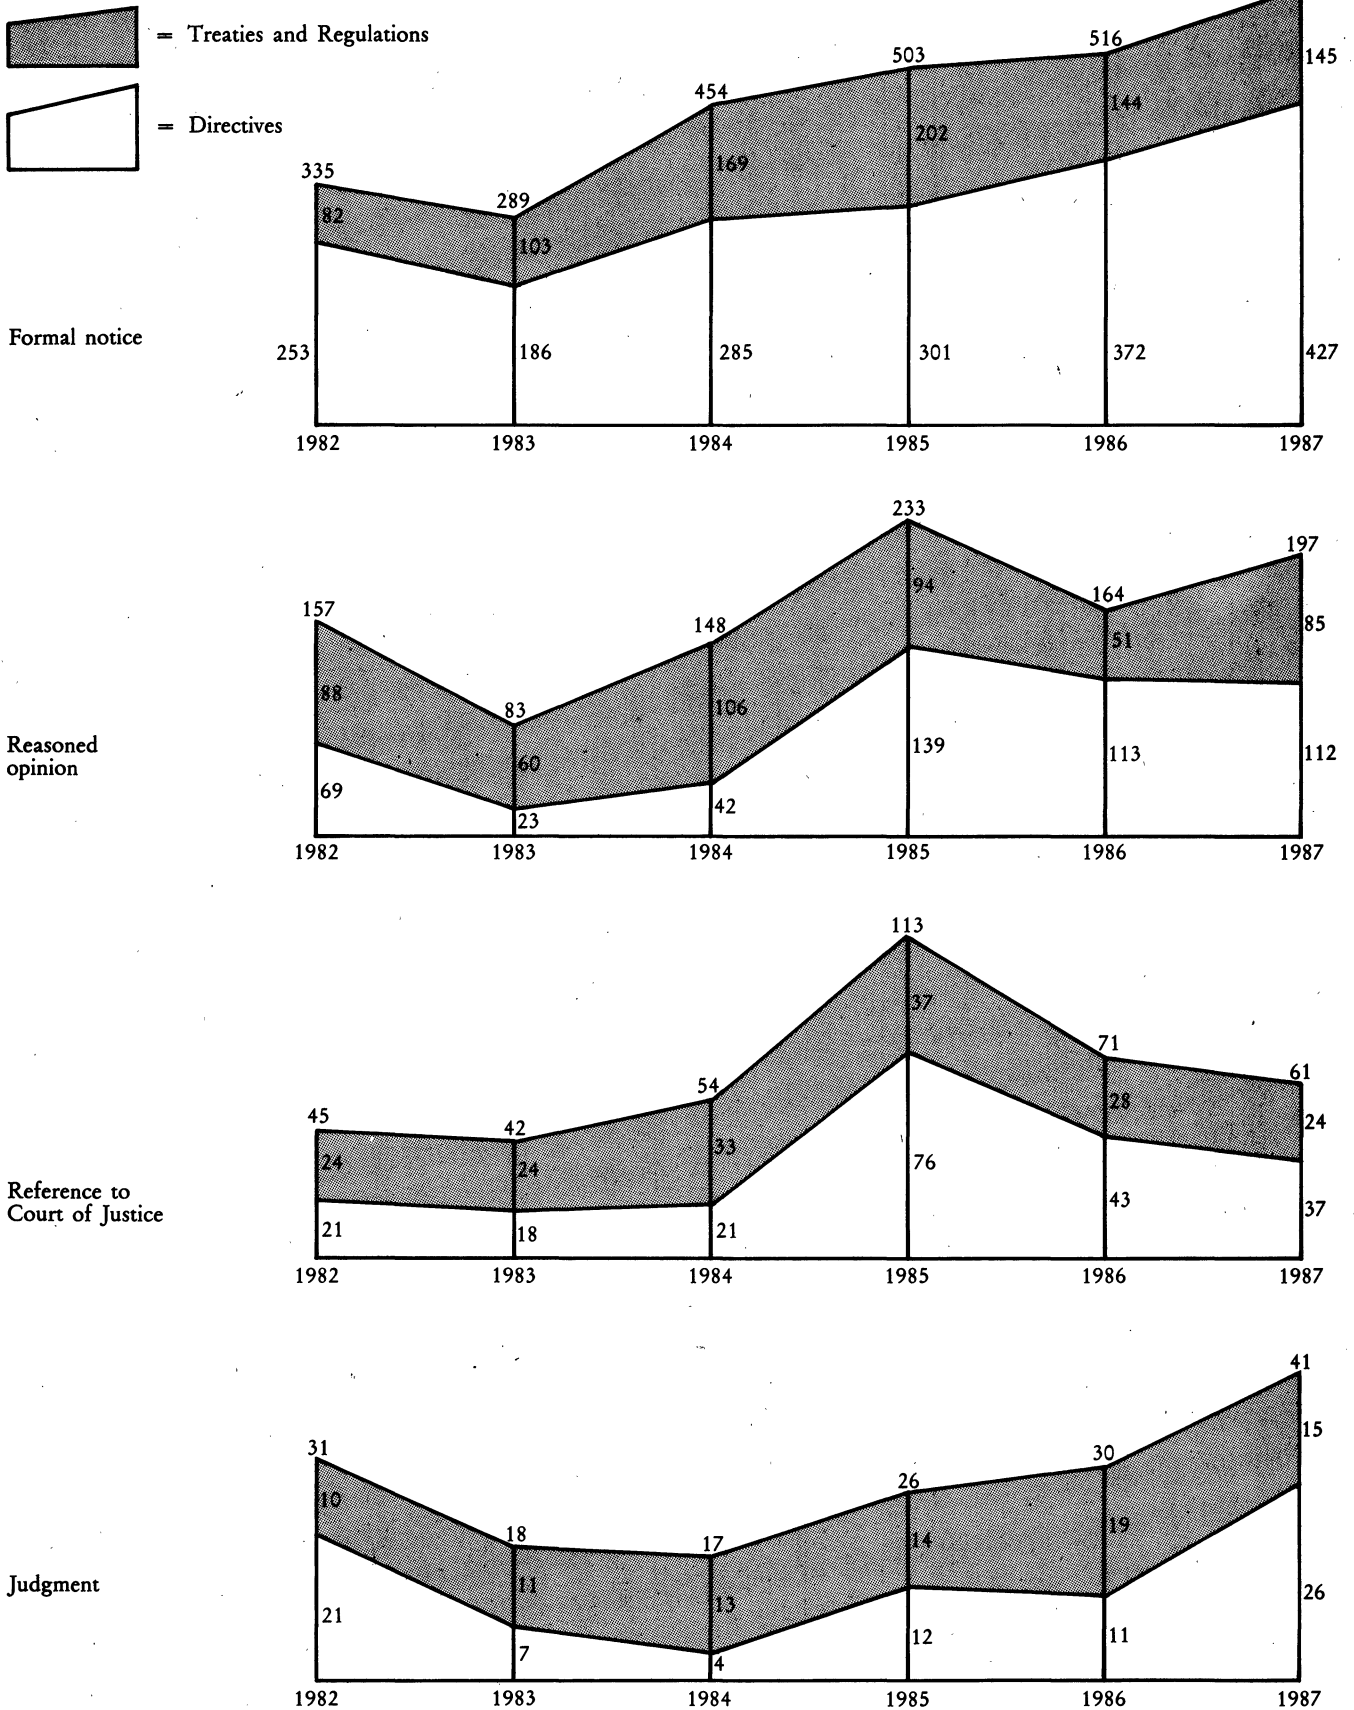 = Treaties and Regulations
= Directives
Formal notice
335 289 454 503 516
82 103 169 202 144 145
253 186 285 301 372 427
1982 1983 1984 1985 1986 1987
Reasoned
opinion
157 83 148 233 164 197
88 60 106 94 51 85
69 23 42 139 113 112
1982 1983 1984 1985 1986 1987
Reference to
Court of Justice
45 42 54 113 71 61
24 24 33 37 28 24
21 18 21 76 43 37
1982 1983 1984 1985 1986 1987
Judgment
31 18 17 26 30 41
10 11 13 14 19 15
21 7 4 12 11 26
1982 1983 1984 1985 1986 1987